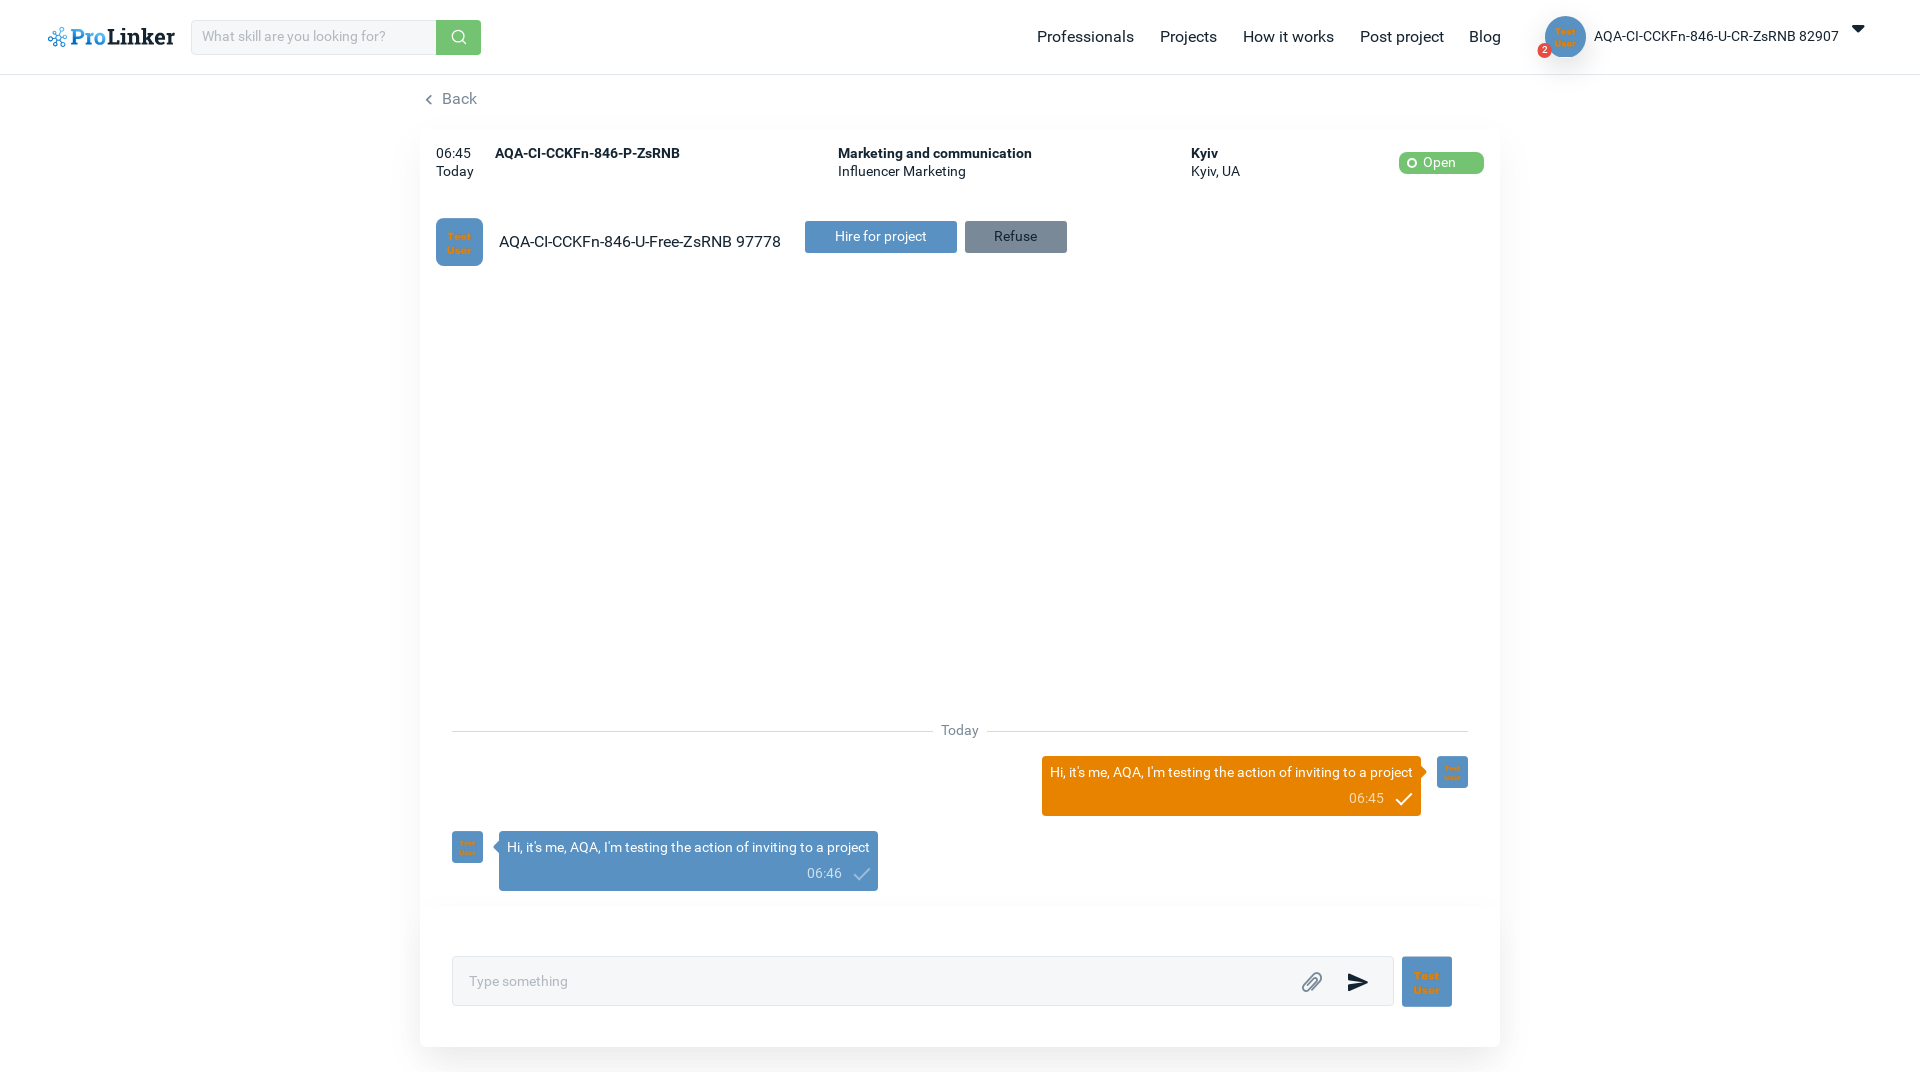 ProLinker
What skill are you looking for?
Professionals
Projects
How it works
Post project
Blog
Test
User
2
AQA-CI-CCKFn-846-U-CR-ZsRNB 82907
Back
06:45
Today
AQA-CI-CCKFn-846-P-ZsRNB
Marketing and communication
Influencer Marketing
Kyiv
Kyiv, UA
Open
Test
User
AQA-CI-CCKFn-846-U-Free-ZsRNB 97778
Hire for project
Refuse
Today
Hi, it's me, AQA, I'm testing the action of inviting to a project
06:45
Test
User
Test
User
Hi, it's me, AQA, I'm testing the action of inviting to a project
06:46
Type something
Test
User